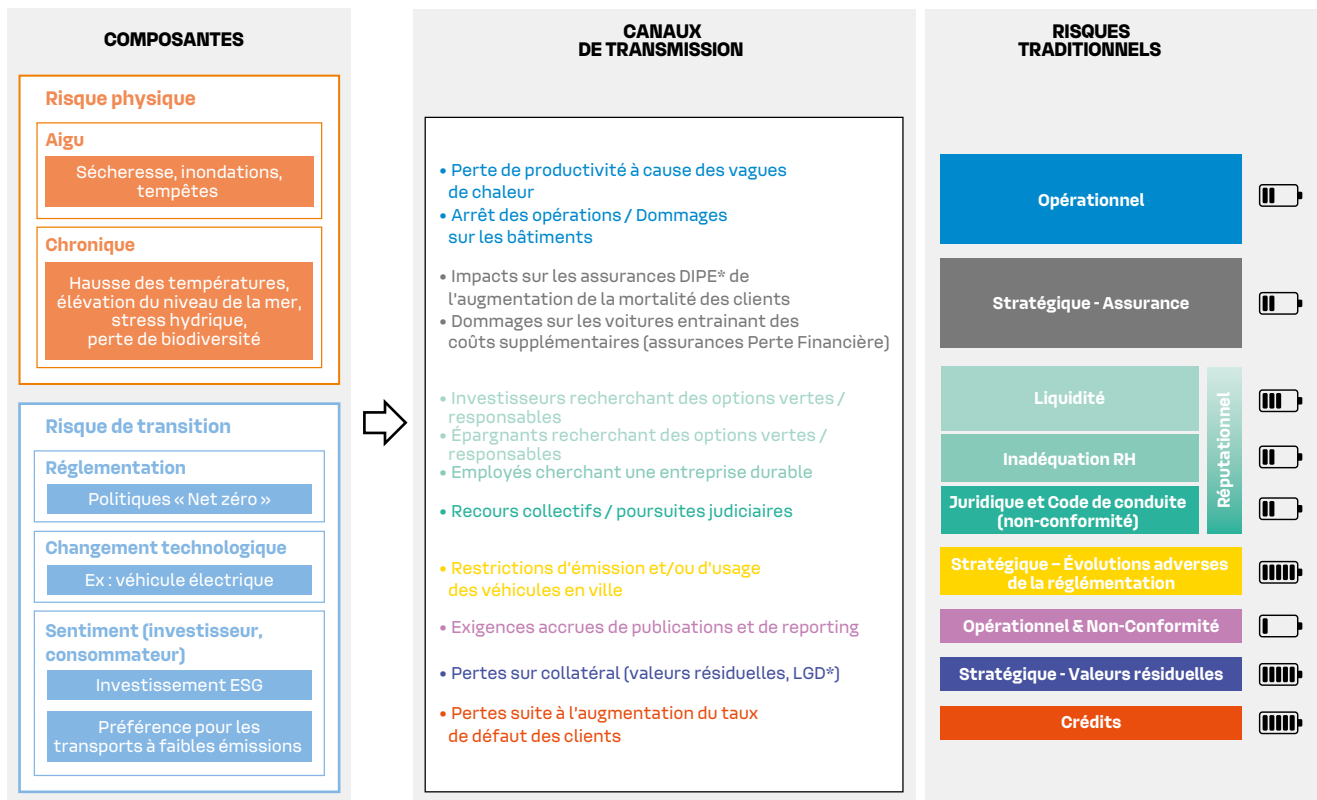 COMPOSANTES
Risque physique
Aigu
Sécheresse, inondations,
tempêtes
Chronique
Hausse des températures,
élévation du niveau de la mer,
stress hydrique,
perte de biodiversité
Risque de transition
Réglementation
Politiques « Net zéro »
Changement technologique
Ex : véhicule électrique
Sentiment (investisseur,
consommateur)
Investissement ESG
Préférence pour les
transports à faibles émissions
CANAUX
DE TRANSMISSION
• Perte de productivité à cause des vagues
de chaleur
• Arrêt des opérations / Dommages
sur les bâtiments
• Impacts sur les assurances DIPE* de
l'augmentation de la mortalité des clients
• Dommages sur les voitures entrainant des
coûts supplémentaires (assurances Perte Financière)
• Investisseurs recherchant des options vertes /
responsables
• Épargnants recherchant des options vertes /
responsables
• Employés cherchant une entreprise durable
• Recours collectifs / poursuites judiciaires
• Restrictions d'émission et/ou d'usage
des véhicules en ville
• Exigences accrues de publications et de reporting
• Pertes sur collatéral (valeurs résiduelles, LGD*)
• Pertes suite à l'augmentation du taux
de défaut des clients
RISQUES
TRADITIONNELS
Opérationnel
Stratégique - Assurance
Liquidité
Inadéquation RH
Juridique et Code de conduite
(non-conformité)
Réputationnel
Stratégique – Évolutions adverses
de la réglémentation
Opérationnel & Non-Conformité
Stratégique - Valeurs résiduelles
Crédits